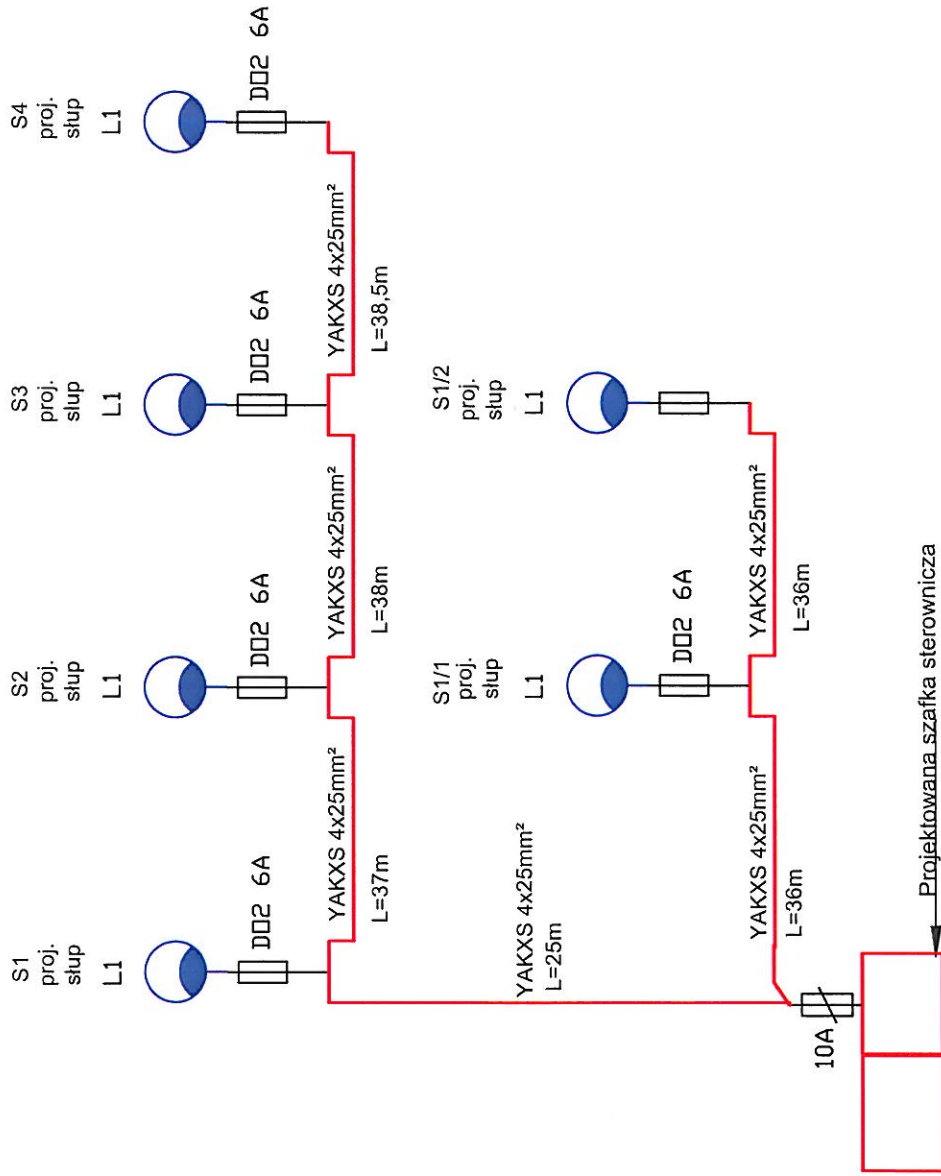 S1
proj.
słup
L1
DO2 6A
S2
proj.
słup
L1
DO2 6A
S3
proj.
słup
L1
DO2 6A
S4
proj.
słup
L1
DO2 6A
YAKXS 4x25mm²
L=37m
YAKXS 4x25mm²
L=38m
YAKXS 4x25mm²
L=38,5m
S1/1
proj.
słup
L1
DO2 6A
S1/2
proj.
słup
L1
YAKXS 4x25mm²
L=25m
YAKXS 4x25mm²
L=36m
YAKXS 4x25mm²
L=36m
10A
Projektowana szafka sterownicza